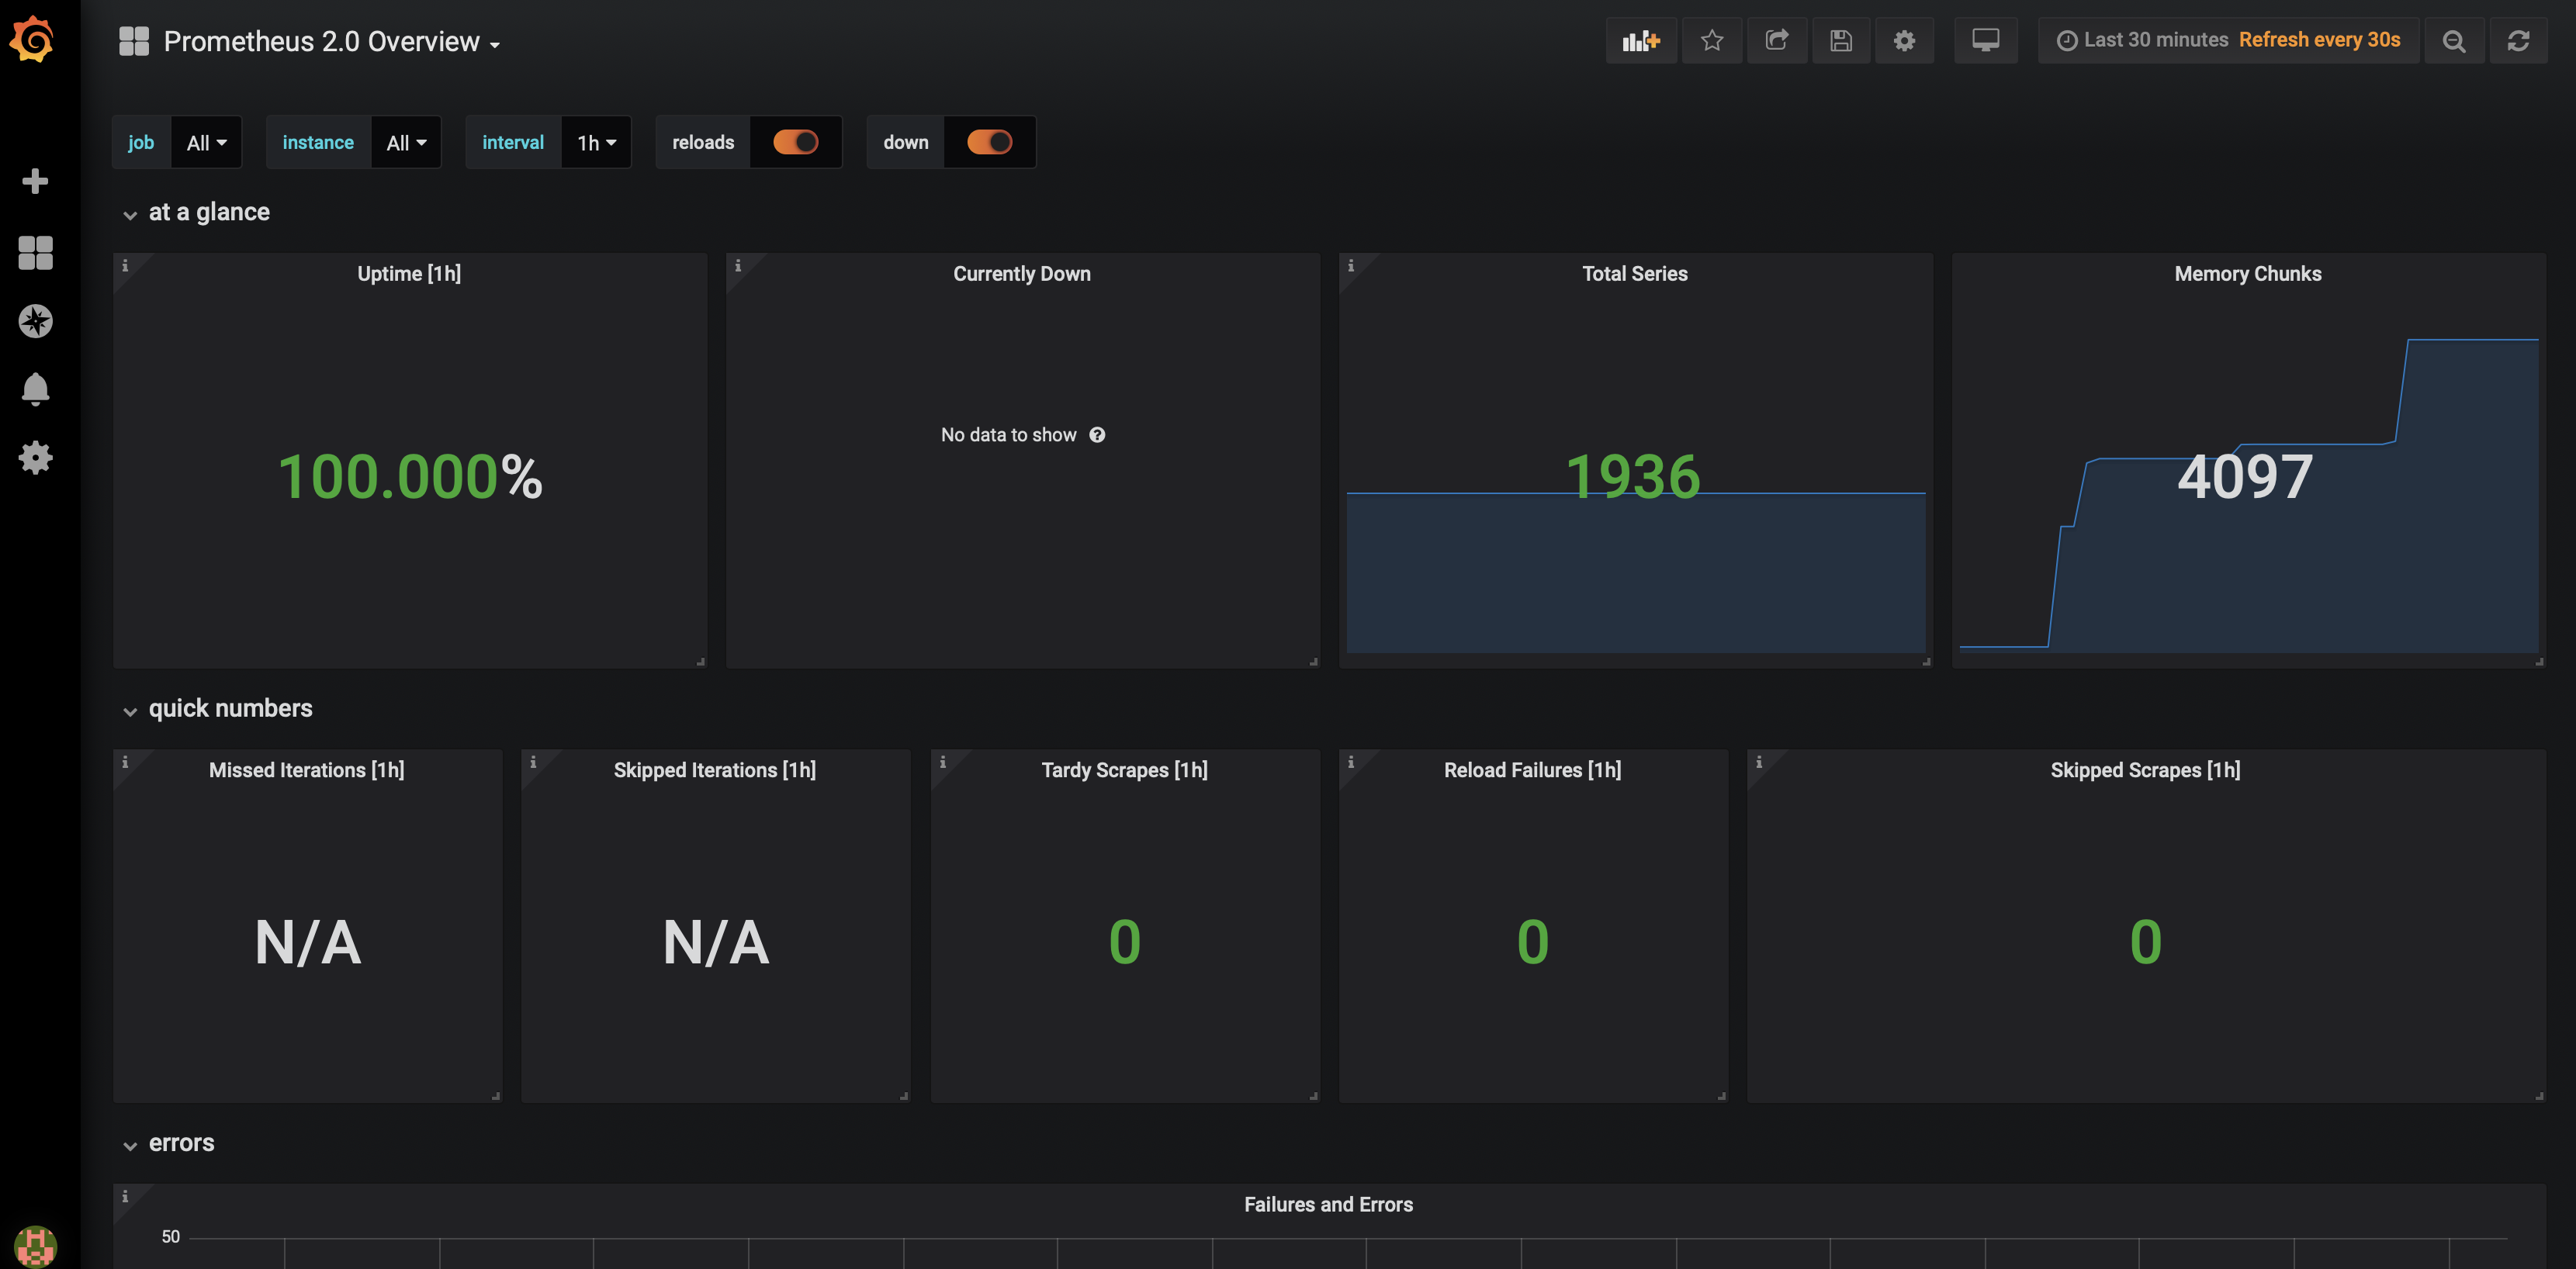 Prometheus 2.0 Overview
Last 30 minutes Refresh every 30s
job All instance All interval 1h reloads down
at a glance
Uptime [1h]
100.000%
Currently Down
No data to show
Total Series
1936
Memory Chunks
4097
quick numbers
Missed Iterations [1h]
N/A
Skipped Iterations [1h]
N/A
Tardy Scrapes [1h]
0
Reload Failures [1h]
0
Skipped Scrapes [1h]
0
errors
Failures and Errors
50